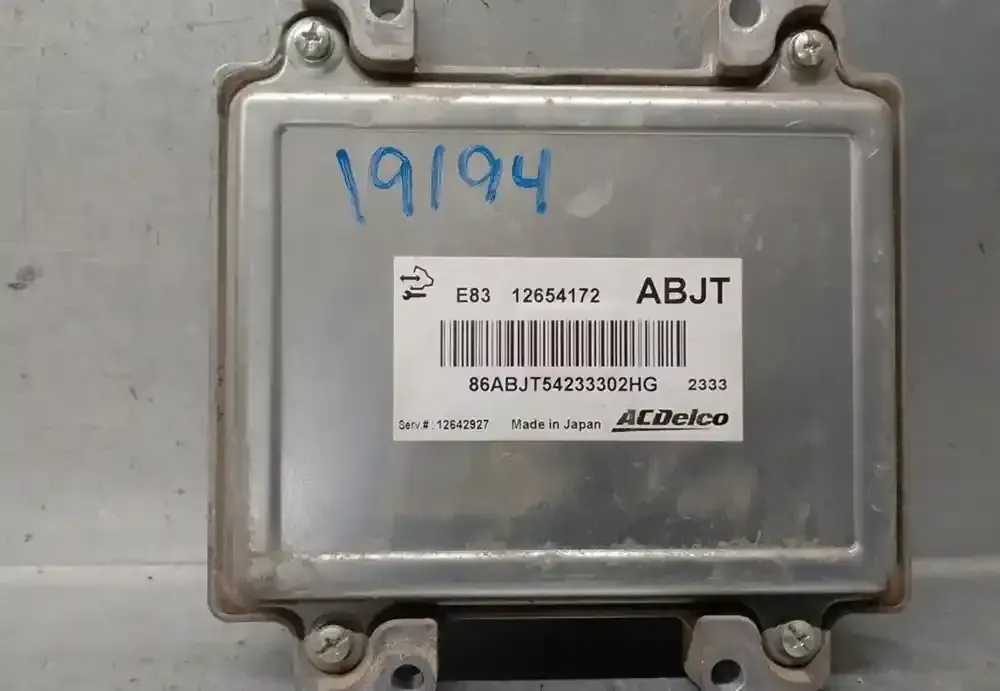 19194
E83 12654172 ABJT
86ABJT54233302HG 2333
Serv.#: 12642927 Made in Japan ACDelco